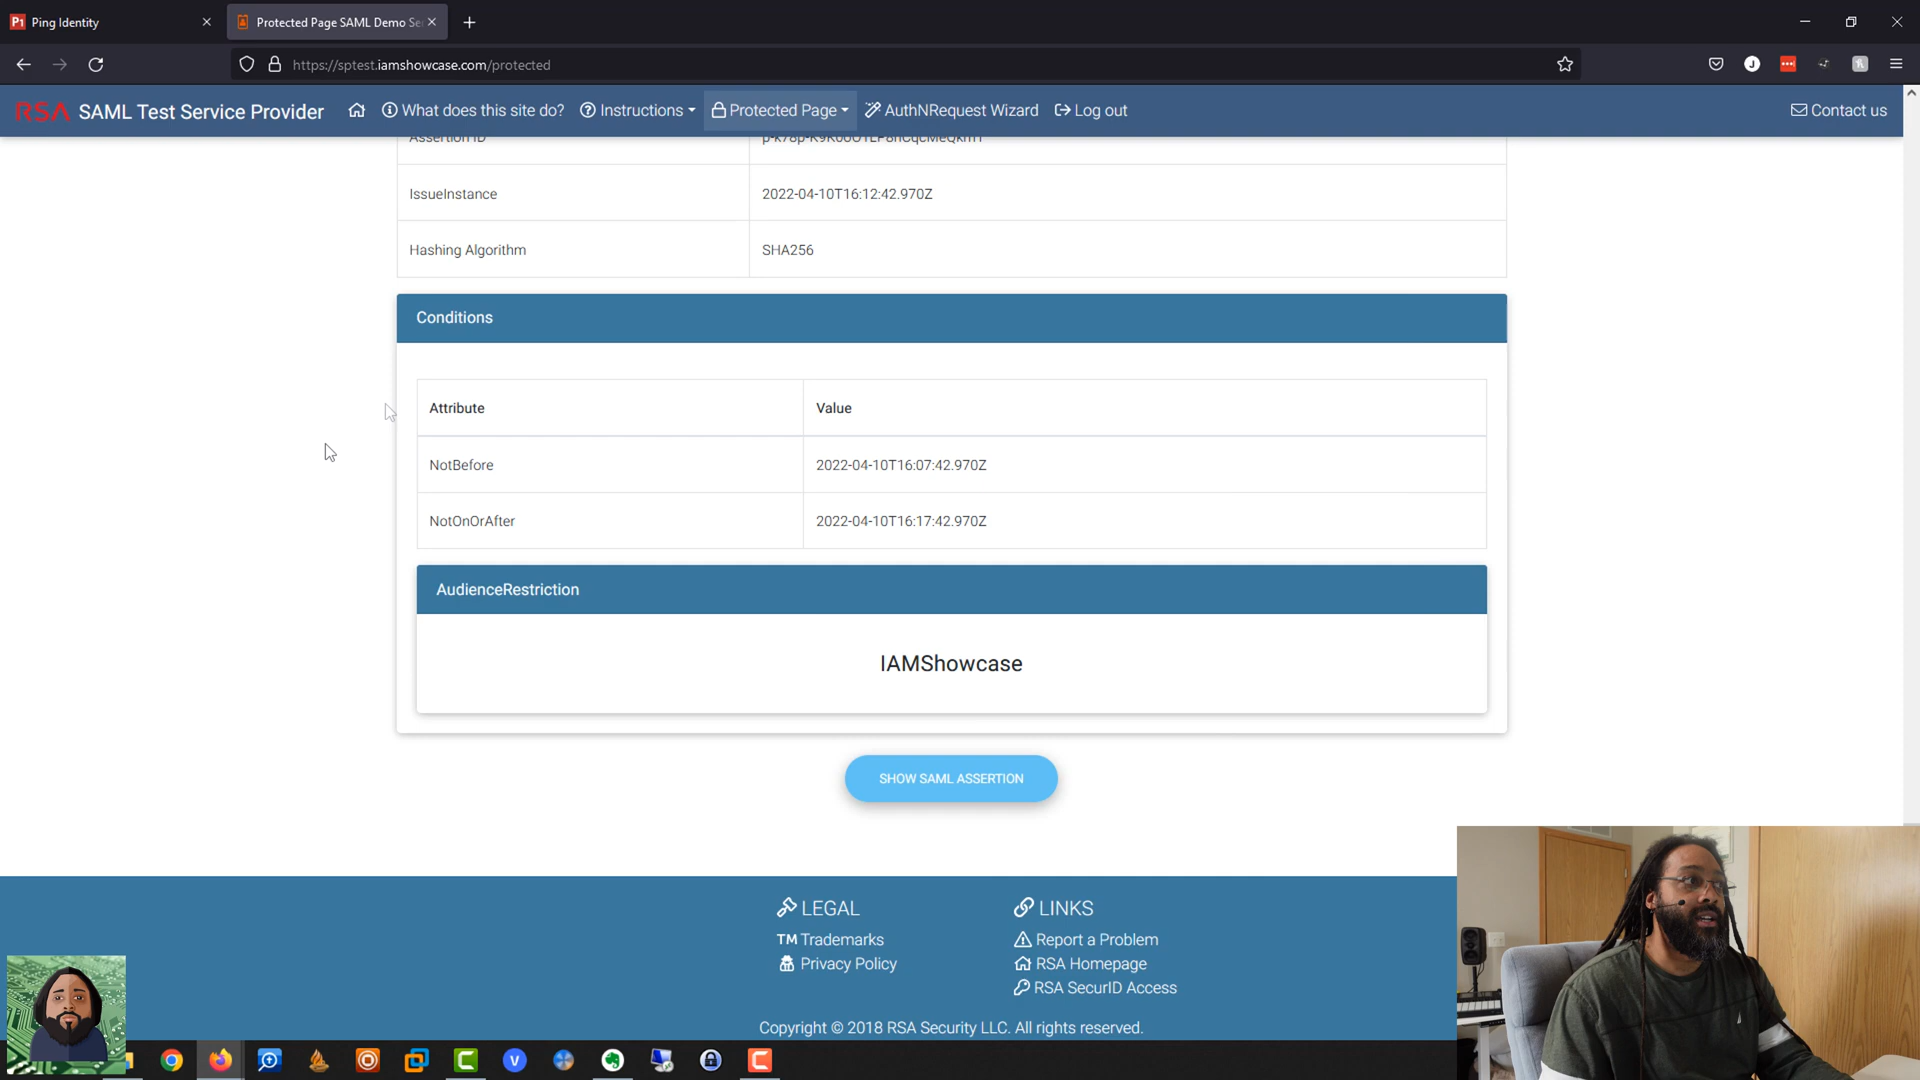 Ping Identity
Protected Page SAML Demo Se
https://sptest.iamshowcase.com/protected
RSA SAML Test Service Provider
What does this site do?
Instructions
Protected Page
AuthNRequest Wizard
Log out
Contact us
Assertion ID
IssueInstance 2022-04-10T16:12:42.970Z
Hashing Algorithm SHA256
Conditions
Attribute Value
NotBefore 2022-04-10T16:07:42.970Z
NotOnOrAfter 2022-04-10T16:17:42.970Z
AudienceRestriction
IAMShowcase
SHOW SAML ASSERTION
LEGAL
TM Trademarks
Privacy Policy
LINKS
Report a Problem
RSA Homepage
RSA SecurID Access
Copyright © 2018 RSA Security LLC. All rights reserved.